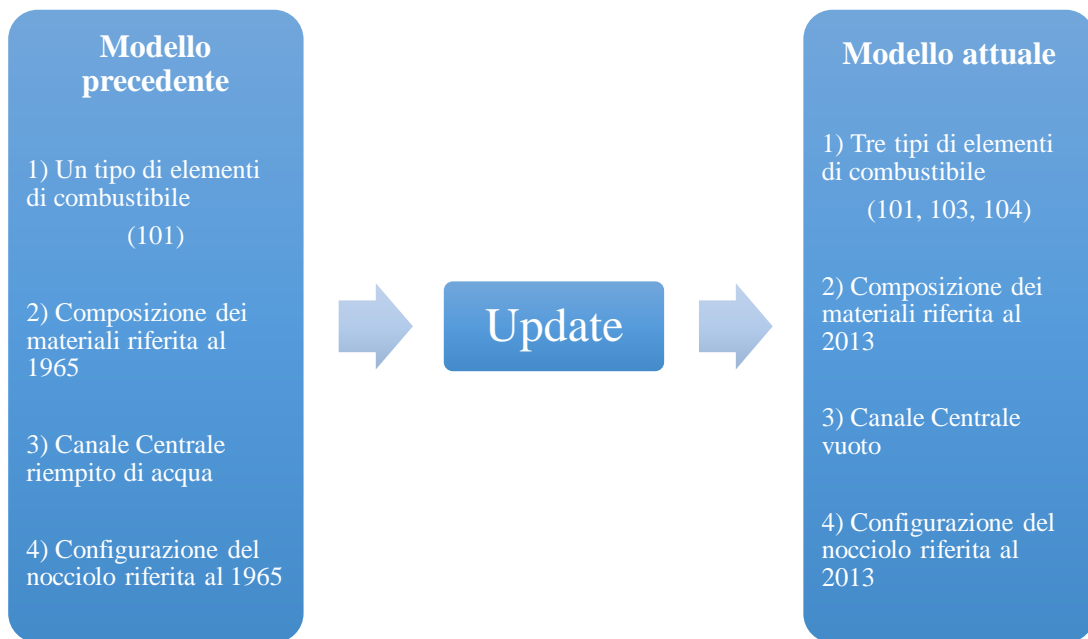 Modello
precedente
1) Un tipo di elementi
di combustibile
(101)
2) Composizione dei
materiali riferita al
1965
3) Canale Centrale
riempito di acqua
4) Configurazione del
nocciolo riferita al 1965
Update
Modello attuale
1) Tre tipi di elementi
di combustibile
(101, 103, 104)
2) Composizione dei
materiali riferita al
2013
3) Canale Centrale
vuoto
4) Configurazione del
nocciolo riferita al
2013